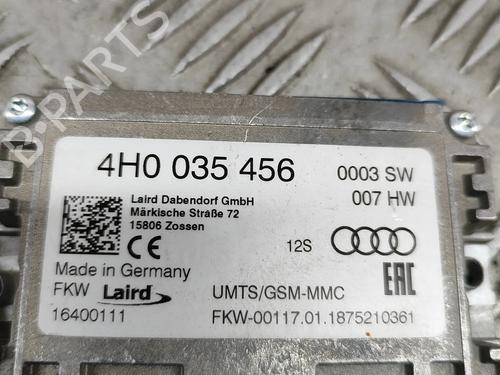 4H0 035 456
0003 SW
007 HW
Laird Dabendorf GmbH
Märkische Straße 72
15806 Zossen
CE
12S
Made in Germany
EAC
FKW Laird
UMTS/GSM-MMC
16400111
FKW-00117.01.1875210361
B-PARTS